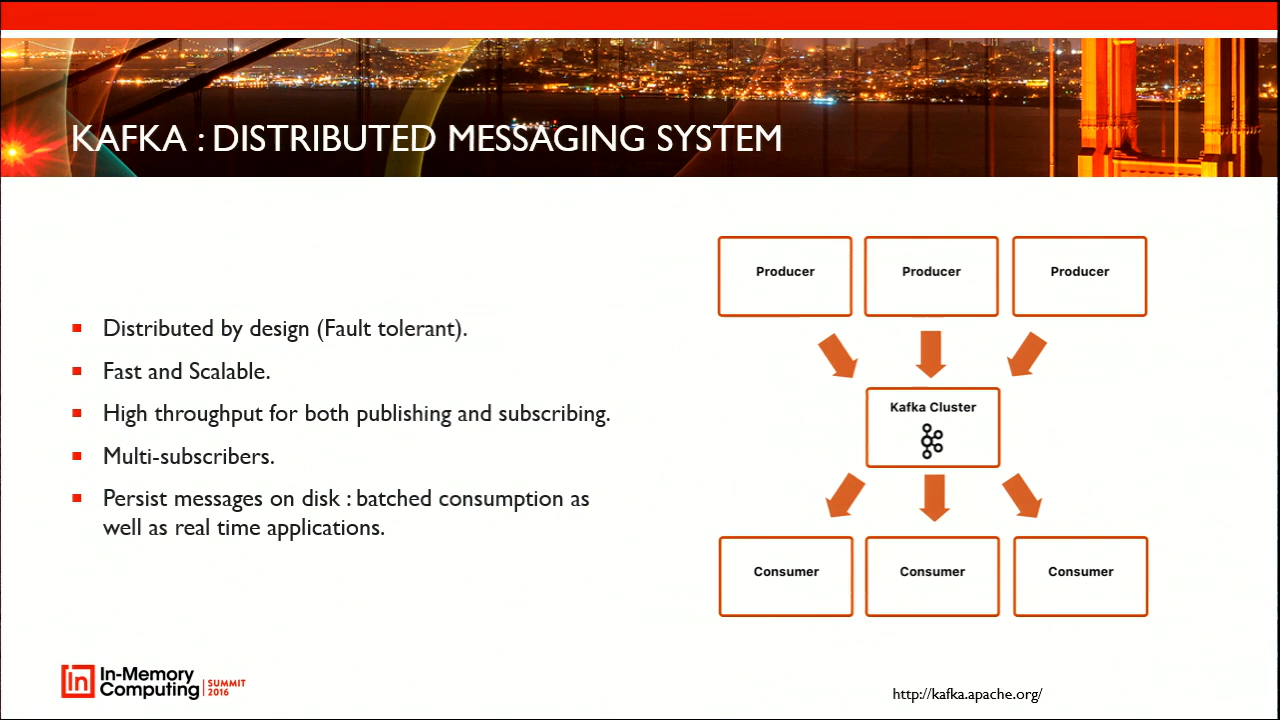 KAFKA : DISTRIBUTED MESSAGING SYSTEM
Distributed by design (Fault tolerant).
Fast and Scalable.
High throughput for both publishing and subscribing.
Multi-subscribers.
Persist messages on disk : batched consumption as
well as real time applications.
Producer
Producer
Producer
Kafka Cluster
Consumer
Consumer
Consumer
in
In-Memory
Computing
SUMMIT
2016
http://kafka.apache.org/